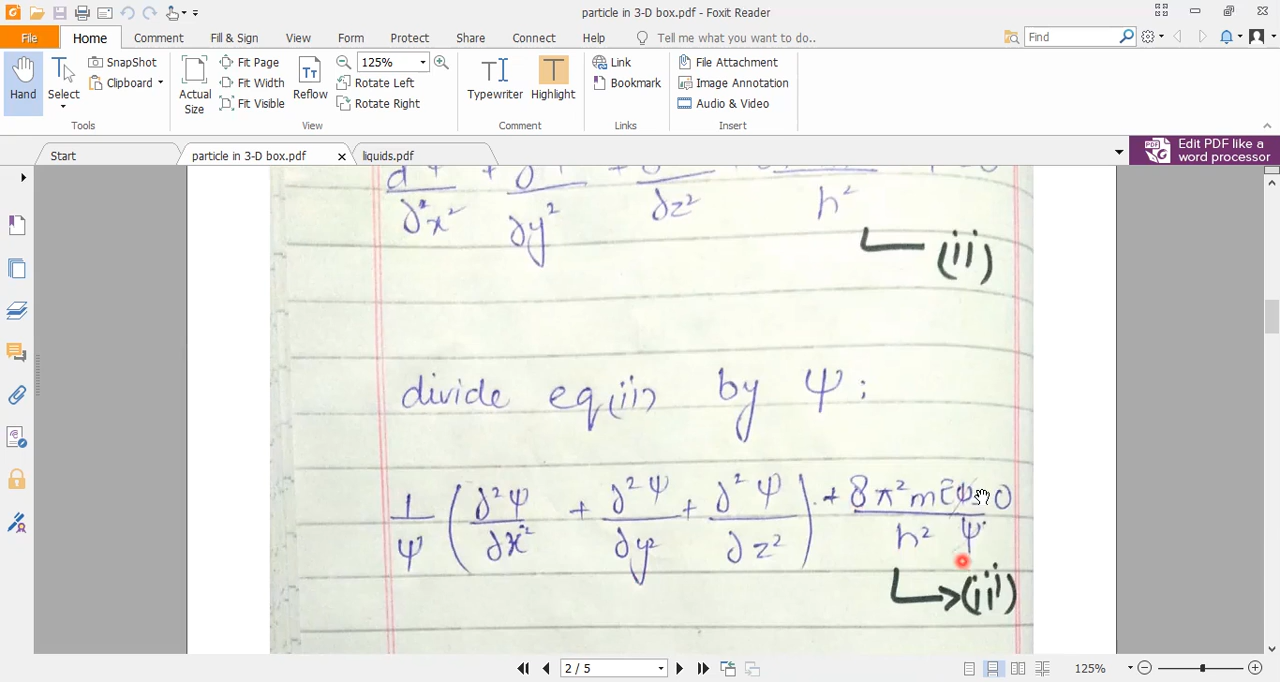 particle in 3-D box.pdf - Foxit Reader
File Home Comment Fill & Sign View Form Protect Share Connect Help Tell me what you want to do.. Find
Hand
Select
SnapShot
Clipboard
Tools
Actual Size
Fit Page
Fit Width
Fit Visible
Reflow
125%
Rotate Left
Rotate Right
View
Typewriter
Highlight
Comment
Link
Bookmark
Links
File Attachment
Image Annotation
Audio & Video
Insert
Start
particle in 3-D box.pdf
liquids.pdf
Edit PDF like a
word processor
∂x² ∂y² ∂z² h²
(ii)
divide eq(ii) by Ψ;
1/Ψ (∂²Ψ/∂x² + ∂²Ψ/∂y² + ∂²Ψ/∂z²) + 8π²mEΨ/h²Ψ = 0
2 / 5
125%